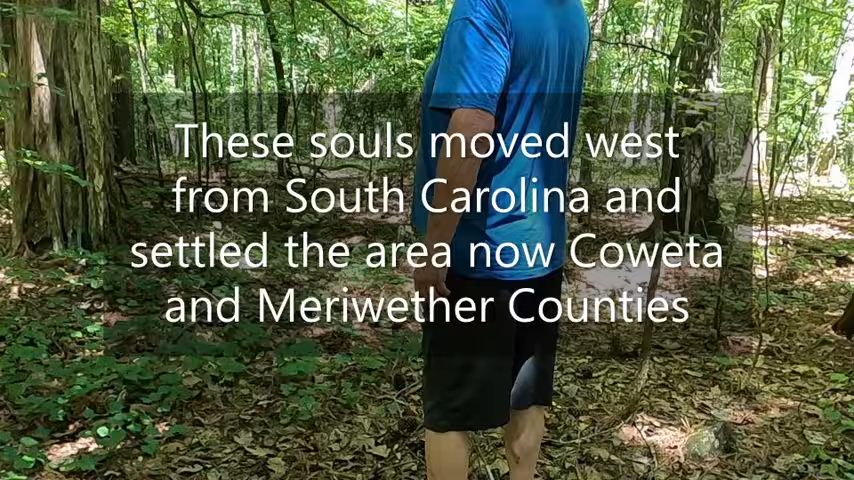 These souls moved west
from South Carolina and
settled the area now Coweta
and Meriwether Counties